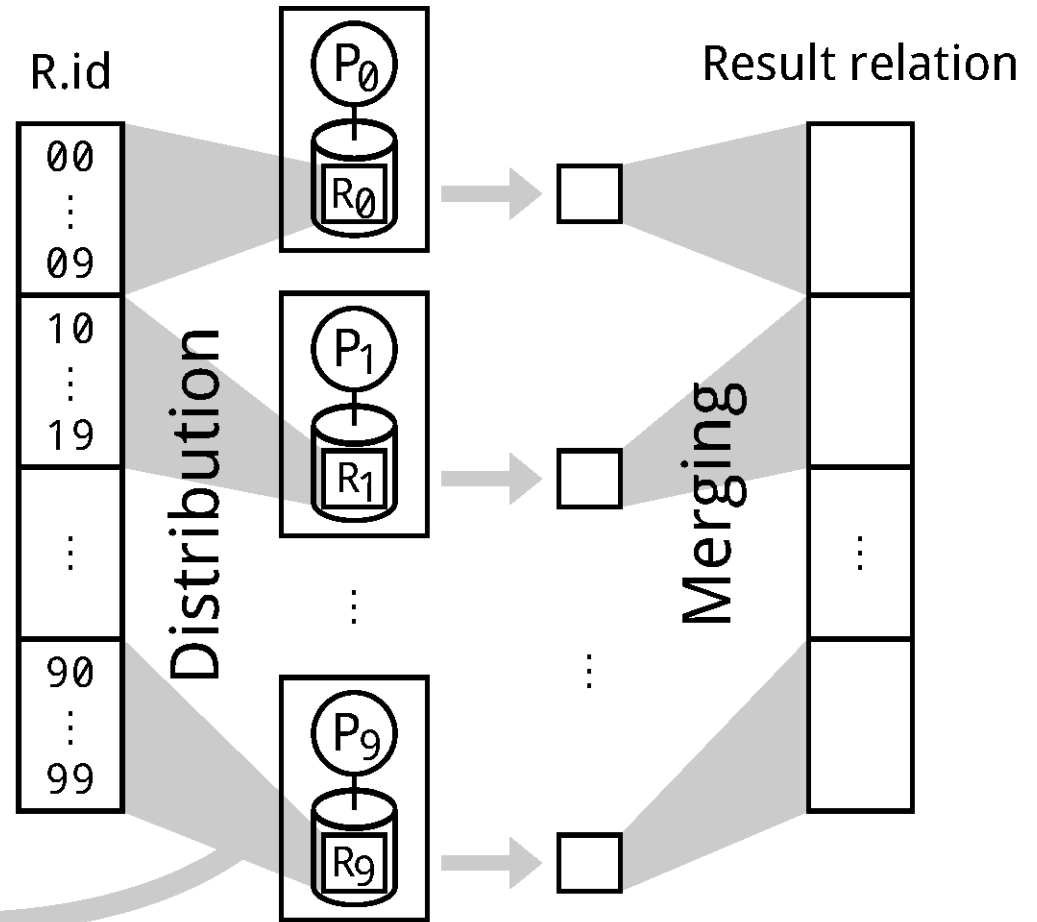 R.id
00
⋮
09
10
⋮
19
⋮
90
⋮
99
Distribution
P0
R0
P1
R1
⋮
P9
R9
⋮
Merging
Result relation
⋮